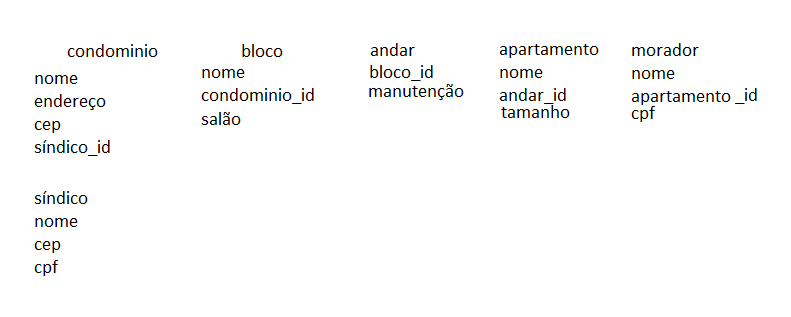 condominio
nome
endereço
cep
síndico_id
bloco
nome
condominio_id
salão
andar
bloco_id
manutenção
apartamento
nome
andar_id
tamanho
morador
nome
apartamento _id
cpf
síndico
nome
cep
cpf